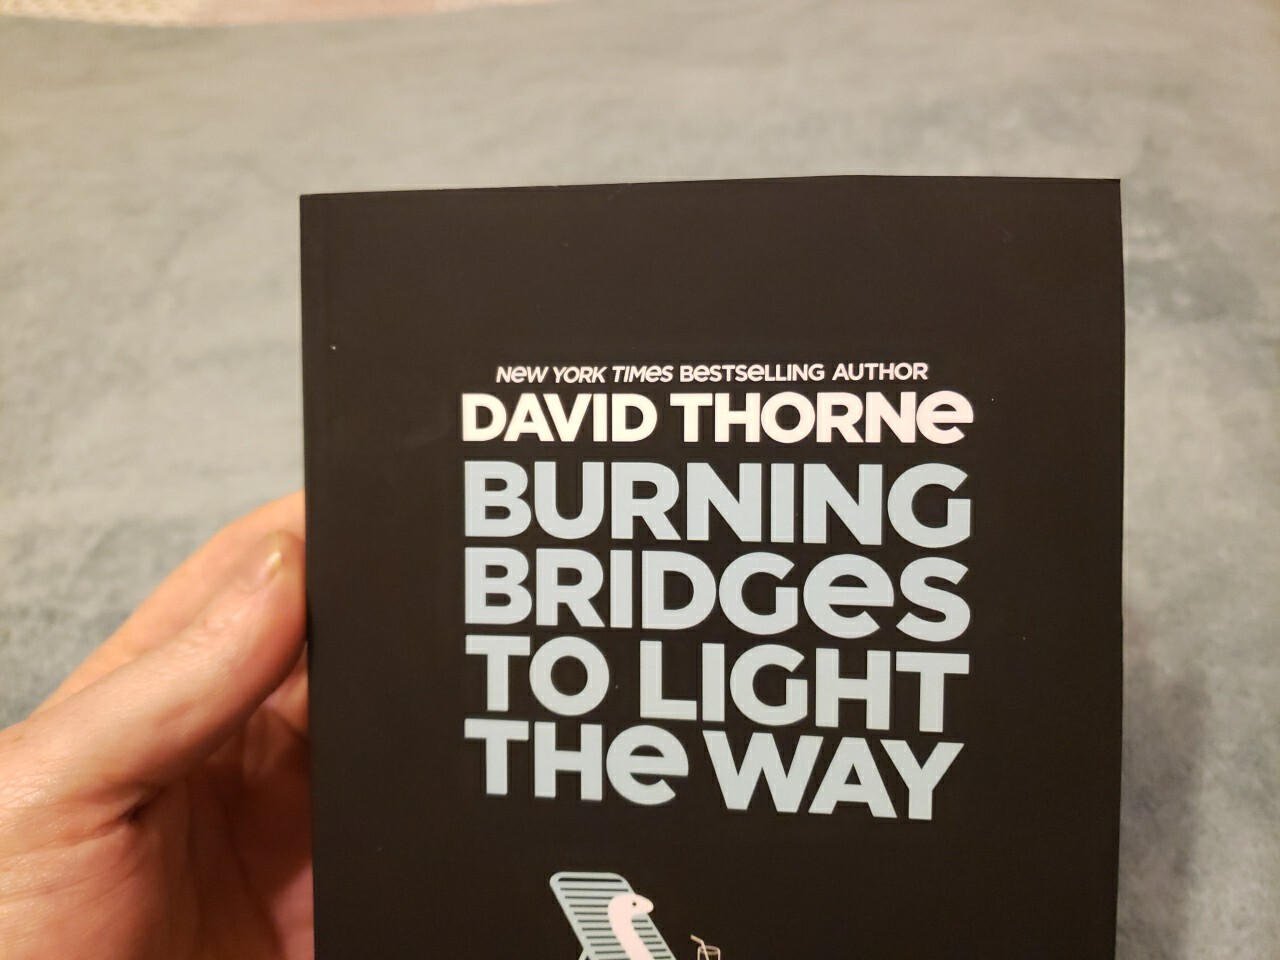 New YORK TIMes BeSTSeLLING AUTHOR
DAVID THORNe
BURNING
BRIDGeS
TO LIGHT
THe WAY